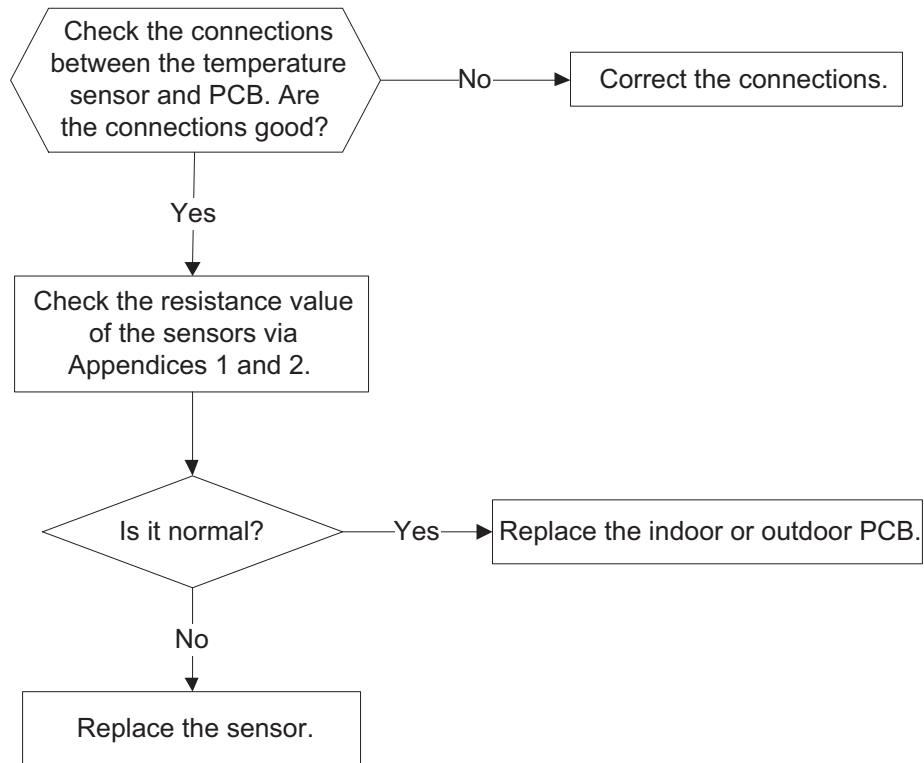 Check the connections
between the temperature
sensor and PCB. Are
the connections good?
No
Correct the connections.
Yes
Check the resistance value
of the sensors via
Appendices 1 and 2.
Is it normal?
Yes
Replace the indoor or outdoor PCB.
No
Replace the sensor.